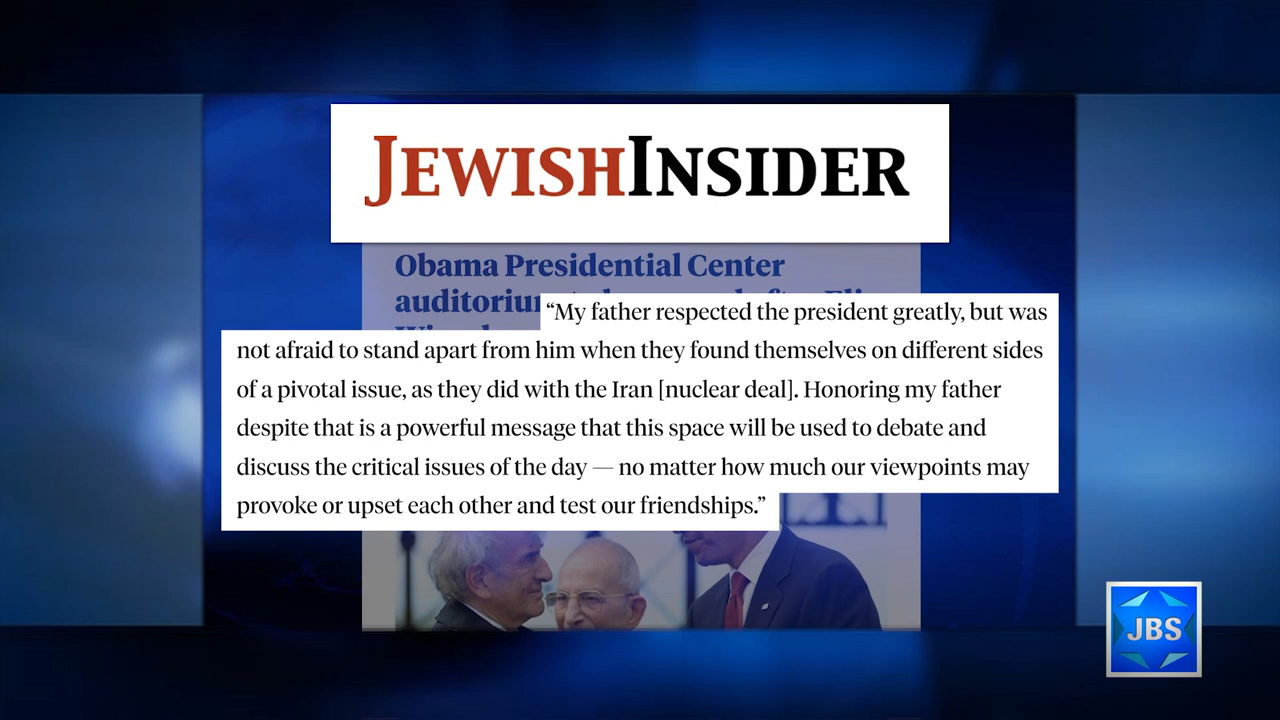 JEWISHINSIDER
Obama Presidential Center
auditorium
“My father respected the president greatly, but was
not afraid to stand apart from him when they found themselves on different sides
of a pivotal issue, as they did with the Iran [nuclear deal]. Honoring my father
despite that is a powerful message that this space will be used to debate and
discuss the critical issues of the day — no matter how much our viewpoints may
provoke or upset each other and test our friendships.”
JBS